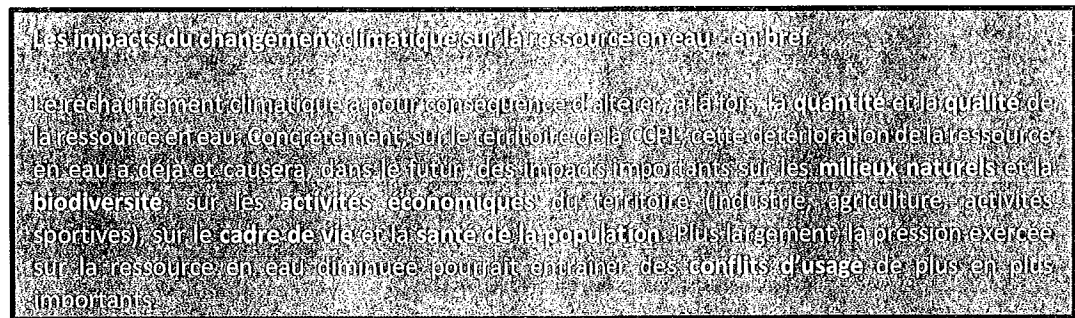 Les impacts du changement climatique sur la ressource en eau - en bref
Le réchauffement climatique a pour conséquence d'altérer, à la fois, la quantité et la qualité de
la ressource en eau. Concrètement, sur le territoire de la CCPL, cette détérioration de la ressource
en eau a déjà et causera, dans le futur, des impacts importants sur les milieux naturels et la
biodiversité, sur les activités économiques du territoire (industrie, agriculture, activités
sportives), sur le cadre de vie et la santé de la population. Plus largement, la pression exercée
sur la ressource en eau diminuée pourrait entraîner des conflits d'usage de plus en plus
importants.